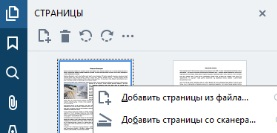 СТРАНИЦЫ
Добавить страницы из файла...
Добавить страницы со сканера...